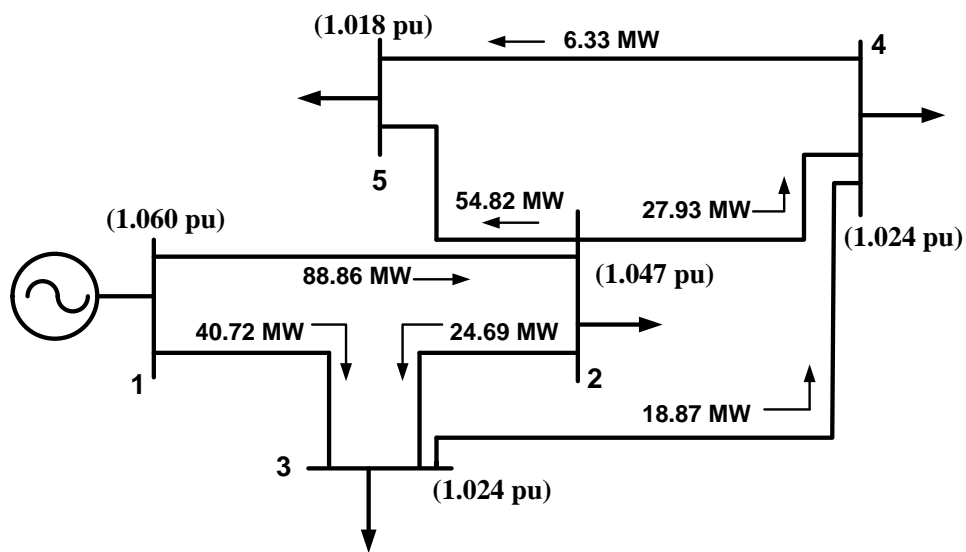 (1.018 pu)
6.33 MW
4
5
54.82 MW
27.93 MW
(1.060 pu)
(1.024 pu)
88.86 MW
(1.047 pu)
40.72 MW
24.69 MW
1
2
18.87 MW
3
(1.024 pu)